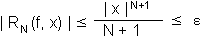 | R_N (f, x) | ≤ | x |^{N+1} / N + 1 ≤ ε